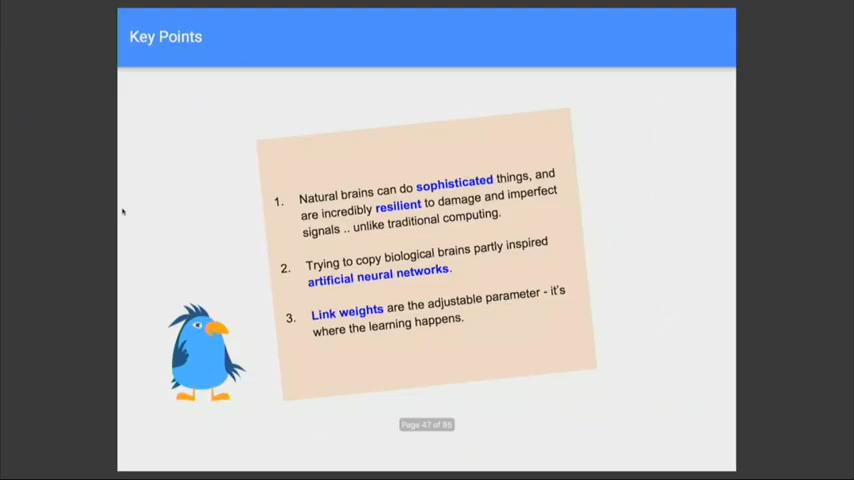 Key Points
1. Natural brains can do sophisticated things, and
are incredibly resilient to damage and imperfect
signals .. unlike traditional computing.
2. Trying to copy biological brains partly inspired
artificial neural networks.
3. Link weights are the adjustable parameter - it's
where the learning happens.
Page 47 of 85